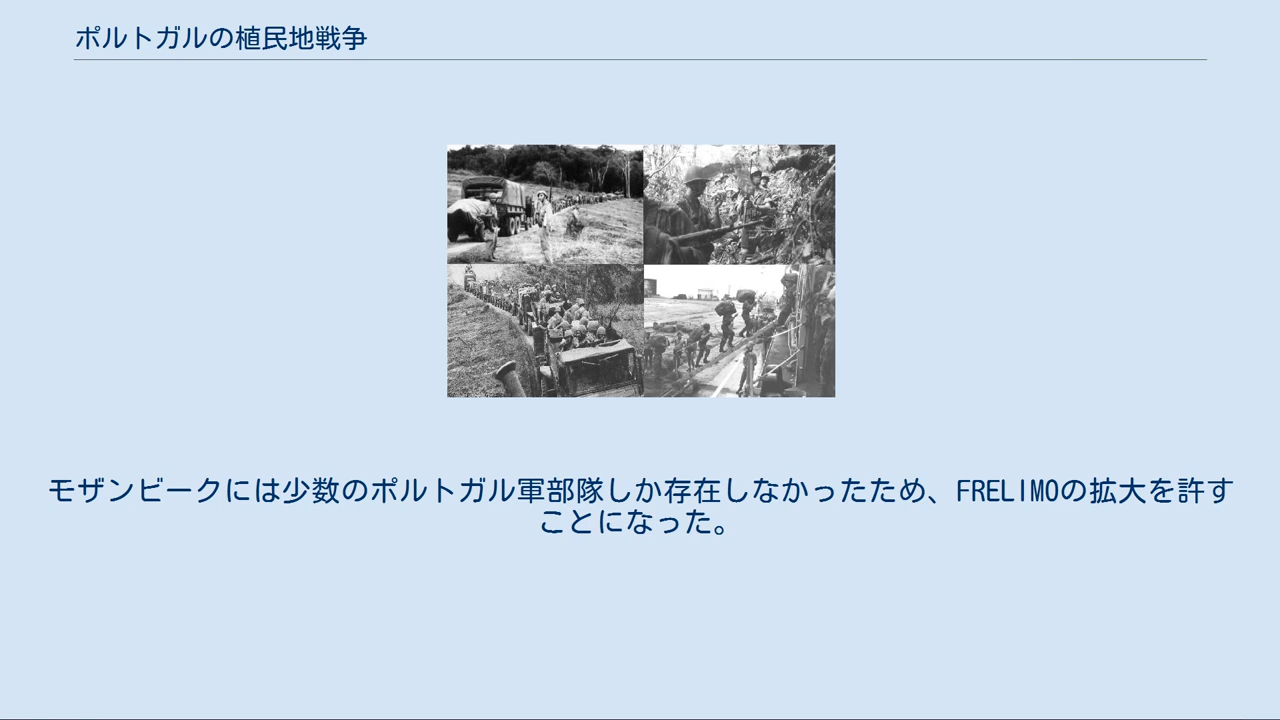 ポルトガルの植民地戦争
モザンビークには少数のポルトガル軍部隊しか存在しなかったため、FRELIMOの拡大を許す
ことになった。